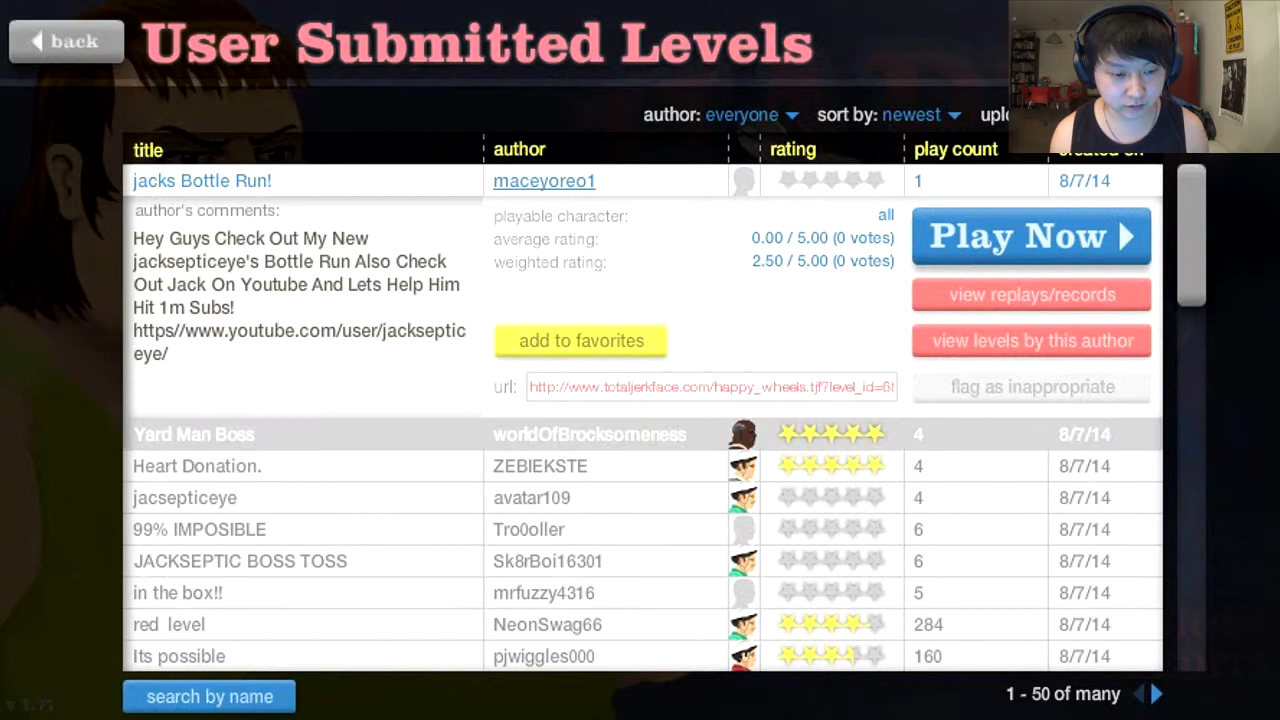 back
User Submitted Levels
author: everyone sort by: newest
title author rating play count
jacks Bottle Run! maceyoreo1 1 8/7/14
author's comments:
Hey Guys Check Out My New
jacksepticeye's Bottle Run Also Check
Out Jack On Youtube And Lets Help Him
Hit 1m Subs!
https//www.youtube.com/user/jackseptic
eye/
playable character: all
average rating: 0.00 / 5.00 (0 votes)
weighted rating: 2.50 / 5.00 (0 votes)
add to favorites
url: http://www.totaljerkface.com/happy_wheels.tjf?level_id=6
Play Now
view replays/records
view levels by this author
flag as inappropriate
Yard Man Boss worldOfBrocksomeness 4 8/7/14
Heart Donation. ZEBIEKSTE 4 8/7/14
jacsepticeye avatar109 4 8/7/14
99% IMPOSIBLE Tro0oller 6 8/7/14
JACKSEPTIC BOSS TOSS Sk8rBoi16301 6 8/7/14
in the box!! mrfuzzy4316 5 8/7/14
red level NeonSwag66 284 8/7/14
Its possible pjwiggles000 160 8/7/14
search by name
1 - 50 of many